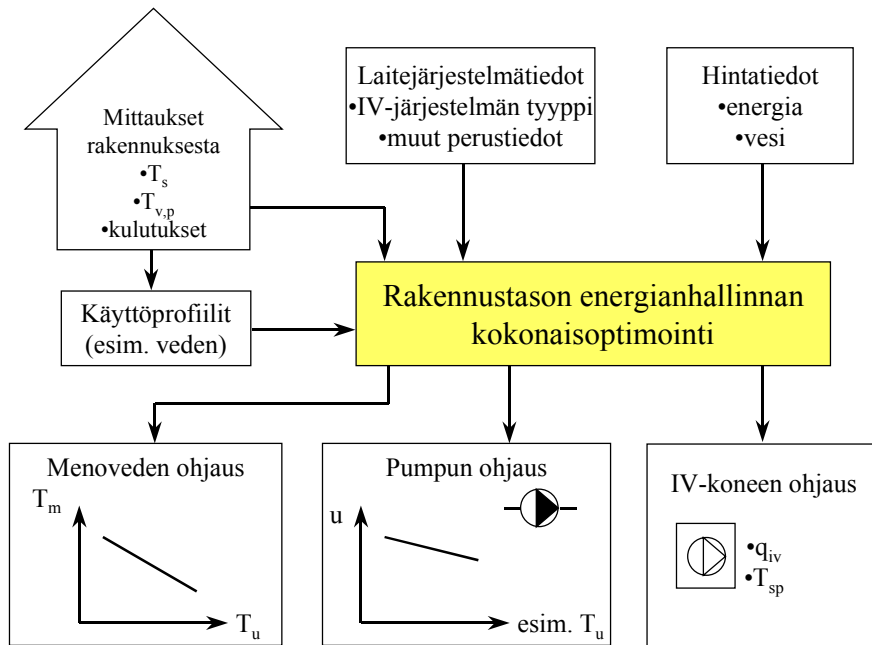 Mittaukset
rakennuksesta
•Ts
•Tv,p
•kulutukset
Laitejärjestelmätiedot
•IV-järjestelmän tyyppi
•muut perustiedot
Hintatiedot
•energia
•vesi
Käyttöprofiilit
(esim. veden)
Rakennustason energianhallinnan
kokonaisoptimointi
Menoveden ohjaus
Tm
Tu
Pumpun ohjaus
u
esim. Tu
IV-koneen ohjaus
•qiv
•Tsp